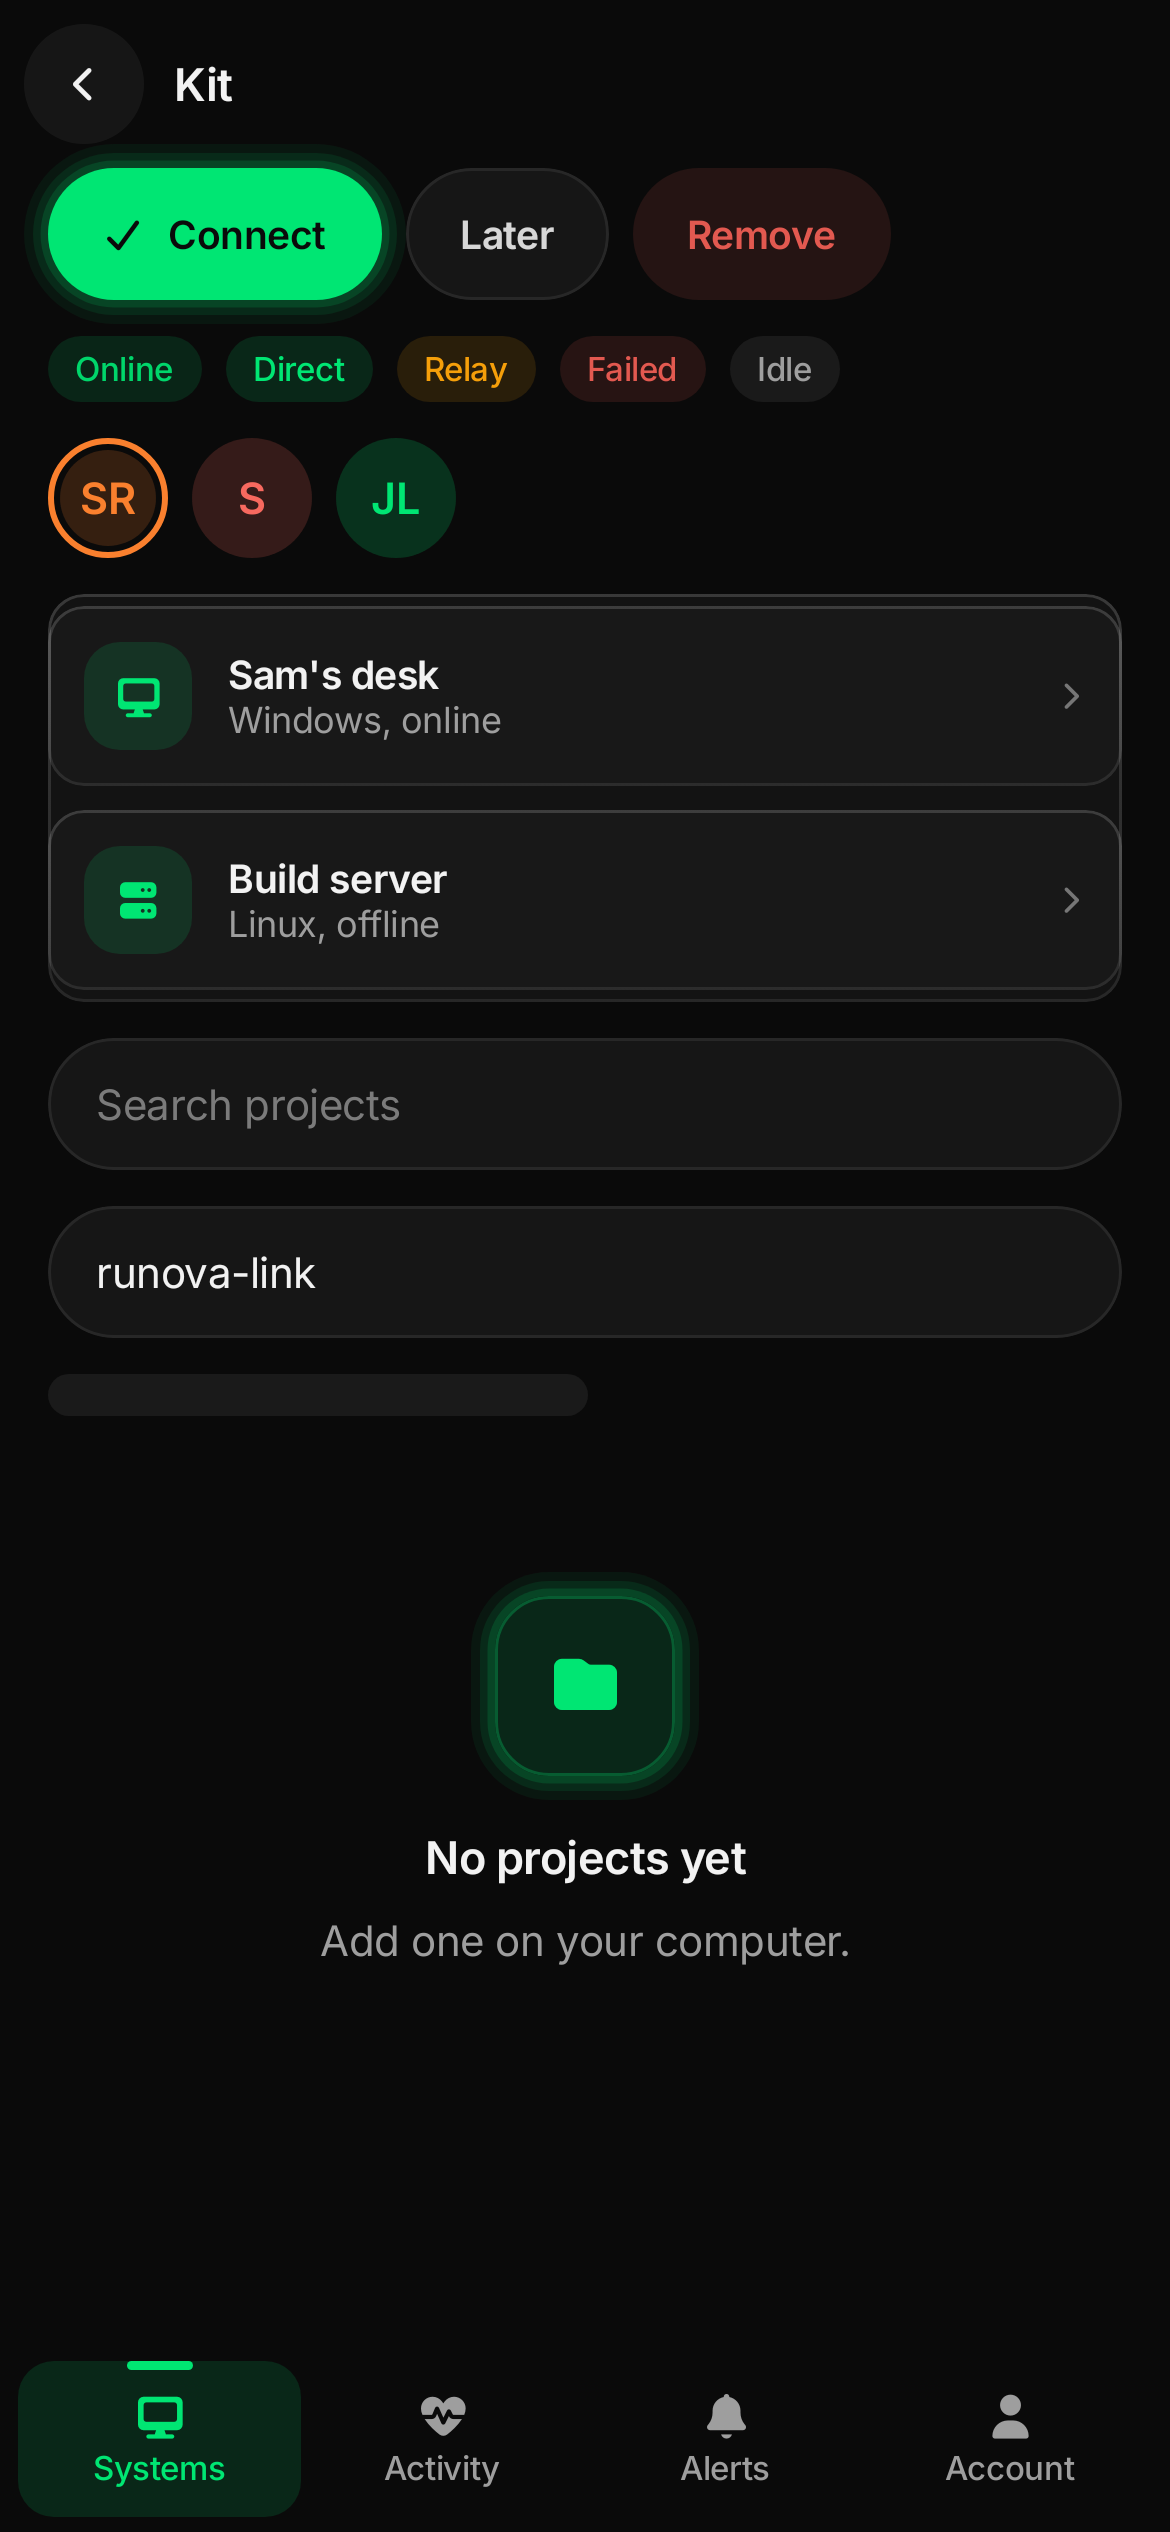 Kit
Connect
Later
Remove
Online
Direct
Relay
Failed
Idle
SR
S
JL
Sam's desk
Windows, online
Build server
Linux, offline
Search projects
runova-link
No projects yet
Add one on your computer.
Systems
Activity
Alerts
Account